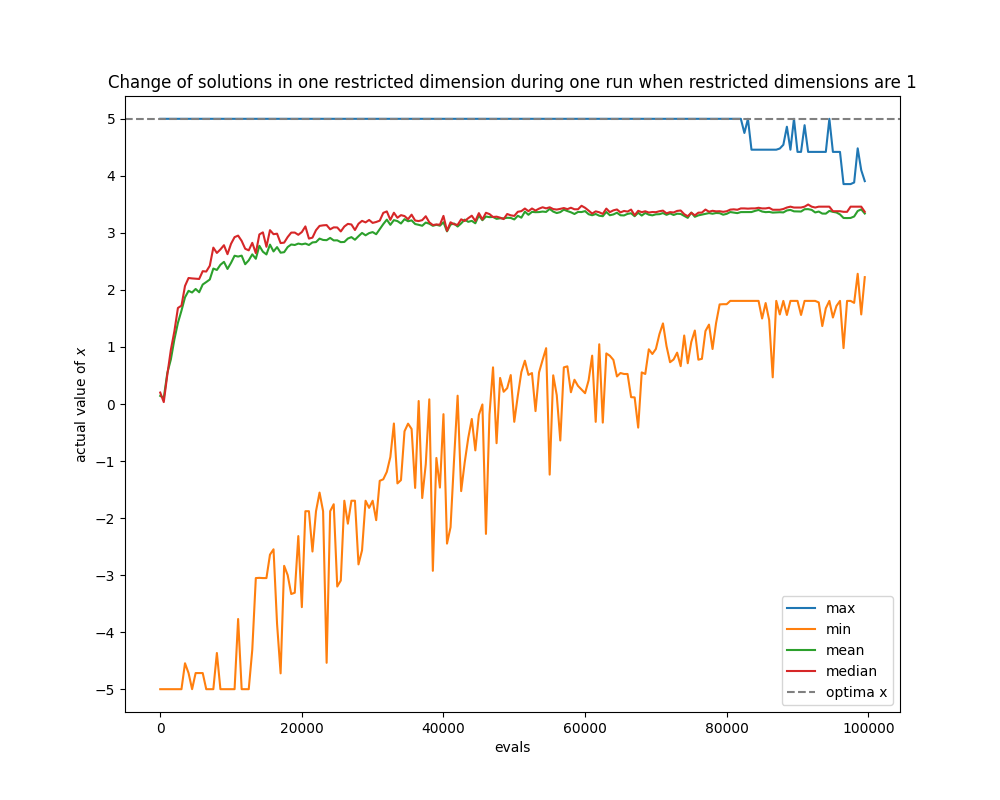 Change of solutions in one restricted dimension during one run when restricted dimensions are 1
actual value of x
5
4
3
2
1
0
−1
−2
−3
−4
−5
0 20000 40000 60000 80000 100000
evals
max
min
mean
median
optima x